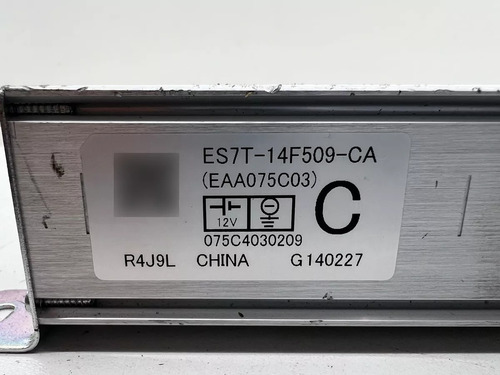 ES7T-14F509-CA
(EAA075C03)
12V
C
075C4030209
R4J9L CHINA G140227